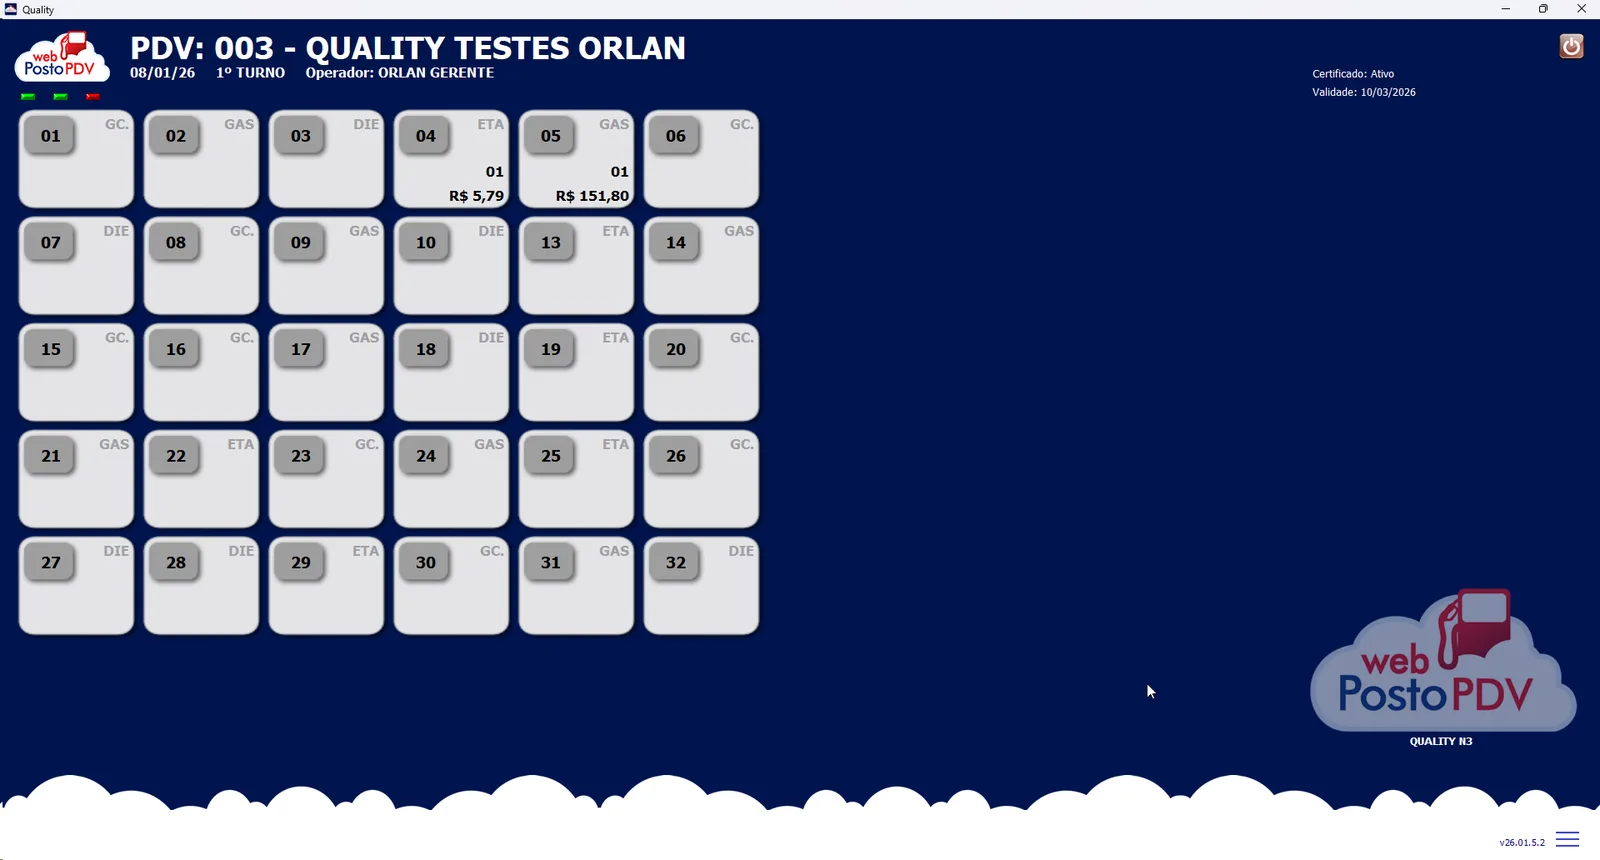 Quality
web
PostoPDV
PDV: 003 - QUALITY TESTES ORLAN
08/01/26 1º TURNO Operador: ORLAN GERENTE
Certificado: Ativo
Validade: 10/03/2026
01 GC. 02 GAS 03 DIE 04 ETA 05 GAS 06 GC.
01 01
R$ 5,79 R$ 151,80
07 DIE 08 GC. 09 GAS 10 DIE 13 ETA 14 GAS
15 GC. 16 GC. 17 GAS 18 DIE 19 ETA 20 GC.
21 GAS 22 ETA 23 GC. 24 GAS 25 ETA 26 GC.
27 DIE 28 DIE 29 ETA 30 GC. 31 GAS 32 DIE
web
PostoPDV
QUALITY N3
v26.01.5.2